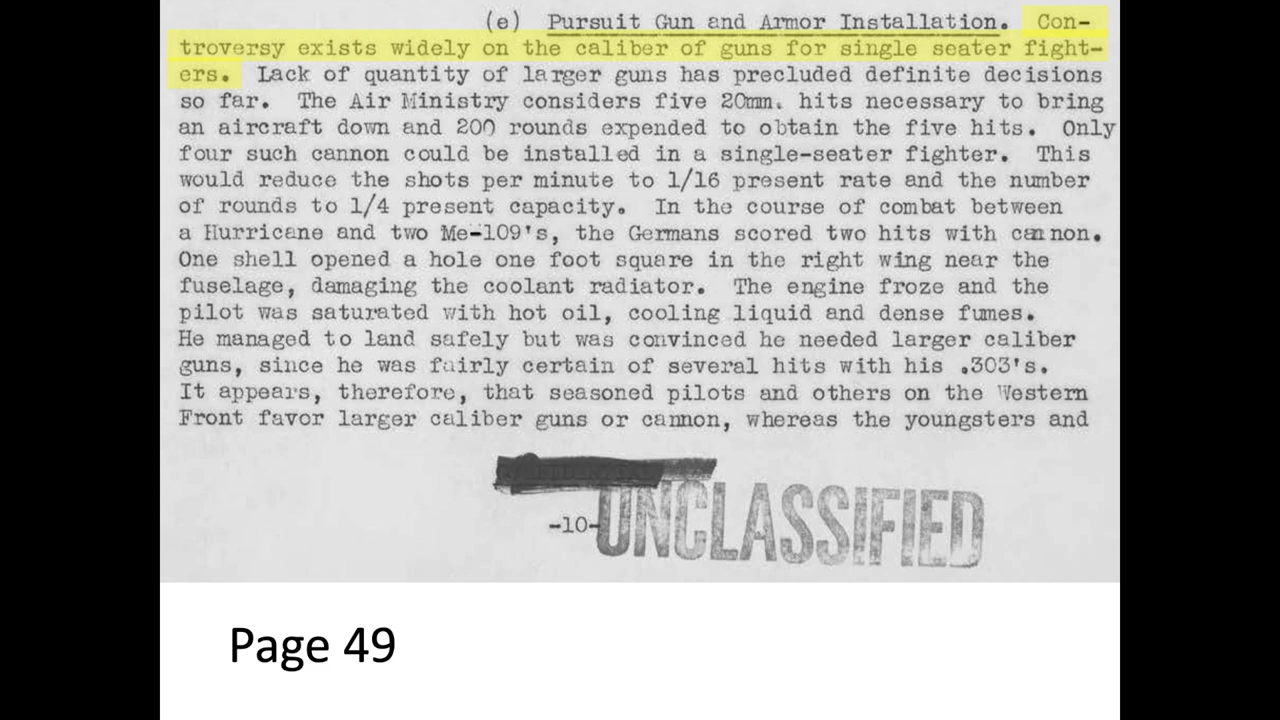 (e) Pursuit Gun and Armor Installation. Con-
troversy exists widely on the caliber of guns for single seater fight-
ers. Lack of quantity of larger guns has precluded definite decisions
so far. The Air Ministry considers five 20mm. hits necessary to bring
an aircraft down and 200 rounds expended to obtain the five hits. Only
four such cannon could be installed in a single-seater fighter. This
would reduce the shots per minute to 1/16 present rate and the number
of rounds to 1/4 present capacity. In the course of combat between
a Hurricane and two Me-109's, the Germans scored two hits with cannon.
One shell opened a hole one foot square in the right wing near the
fuselage, damaging the coolant radiator. The engine froze and the
pilot was saturated with hot oil, cooling liquid and dense fumes.
He managed to land safely but was convinced he needed larger caliber
guns, since he was fairly certain of several hits with his .303's.
It appears, therefore, that seasoned pilots and others on the Western
Front favor larger caliber guns or cannon, whereas the youngsters and
-10-
UNCLASSIFIED
Page 49